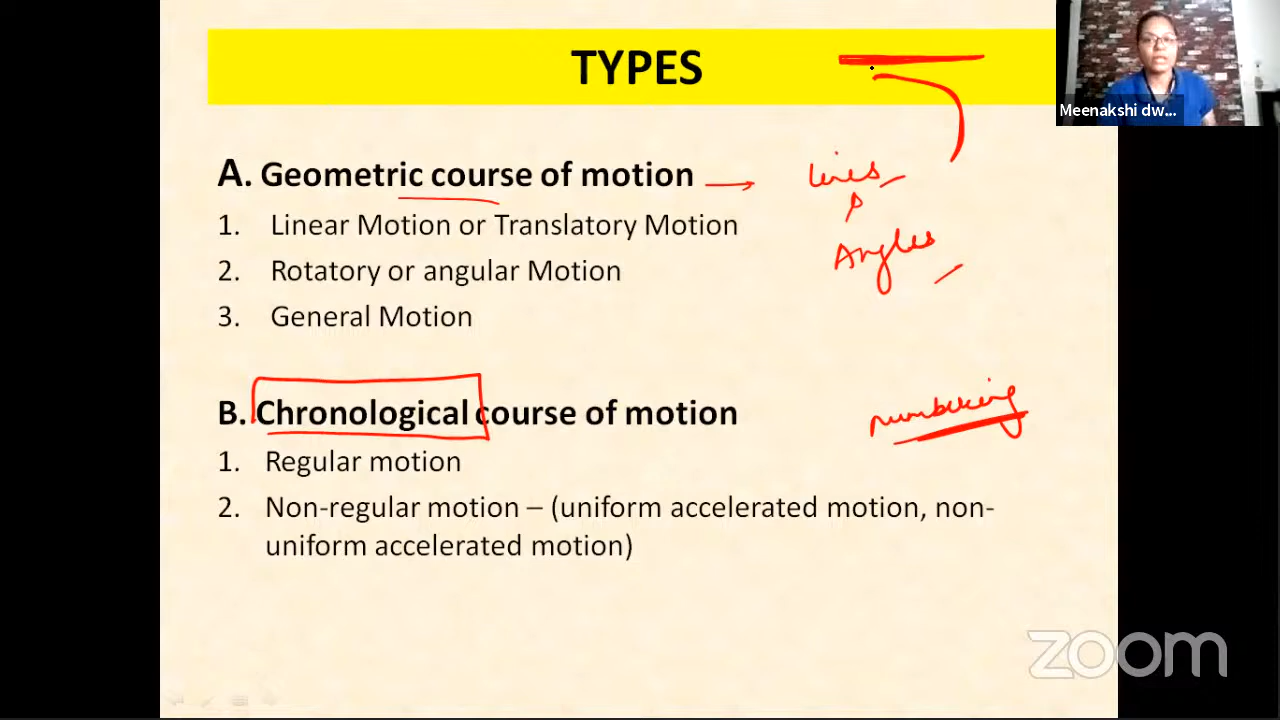 TYPES
Meenakshi dw...
A. Geometric course of motion
lines
1. Linear Motion or Translatory Motion
Angles
2. Rotatory or angular Motion
3. General Motion
B. Chronological course of motion
numbering
1. Regular motion
2. Non-regular motion – (uniform accelerated motion, non-
uniform accelerated motion)
zoom